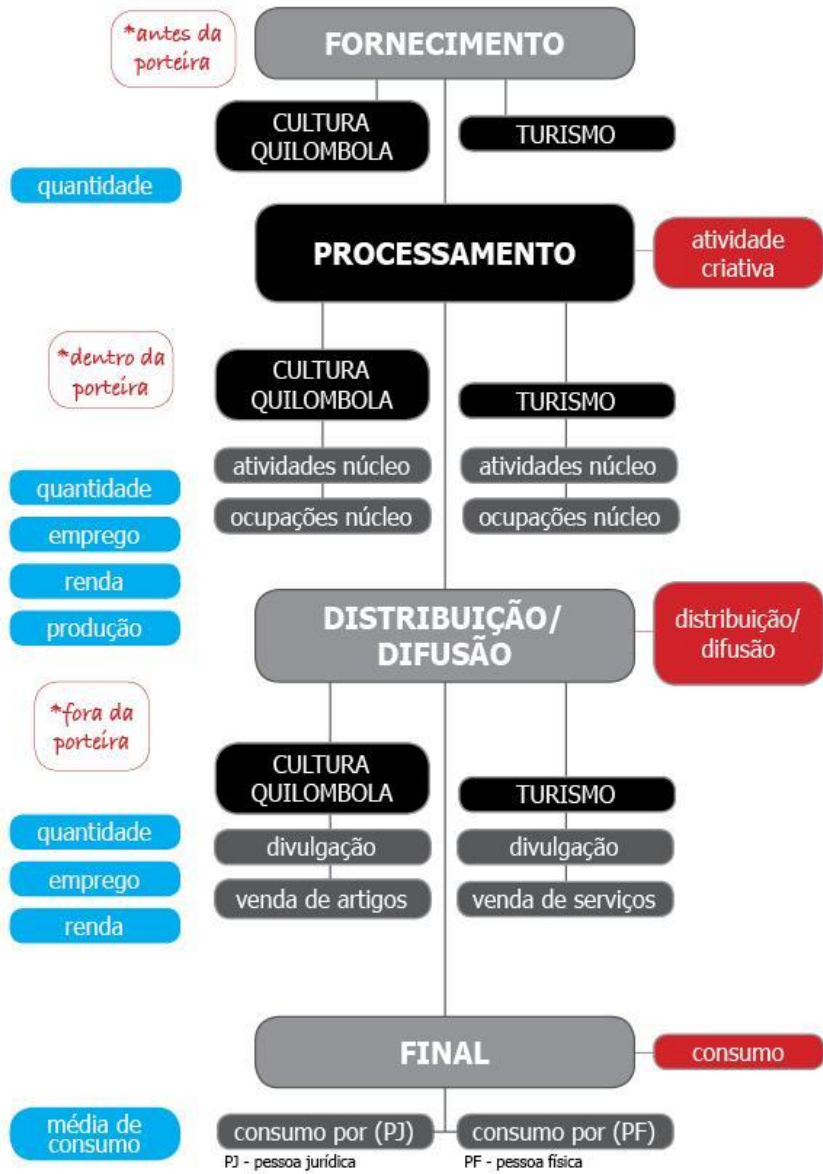 *antes da
porteira
FORNECIMENTO
CULTURA
QUILOMBOLA
TURISMO
quantidade
PROCESSAMENTO
atividade
criativa
*dentro da
porteira
CULTURA
QUILOMBOLA
TURISMO
atividades núcleo
atividades núcleo
quantidade
ocupações núcleo
ocupações núcleo
emprego
renda
produção
DISTRIBUIÇÃO/
DIFUSÃO
distribuição/
difusão
*fora da
porteira
CULTURA
QUILOMBOLA
TURISMO
quantidade
divulgação
divulgação
emprego
venda de artigos
venda de serviços
renda
FINAL
consumo
média de
consumo
consumo por (PJ)
consumo por (PF)
PJ - pessoa jurídica
PF - pessoa física